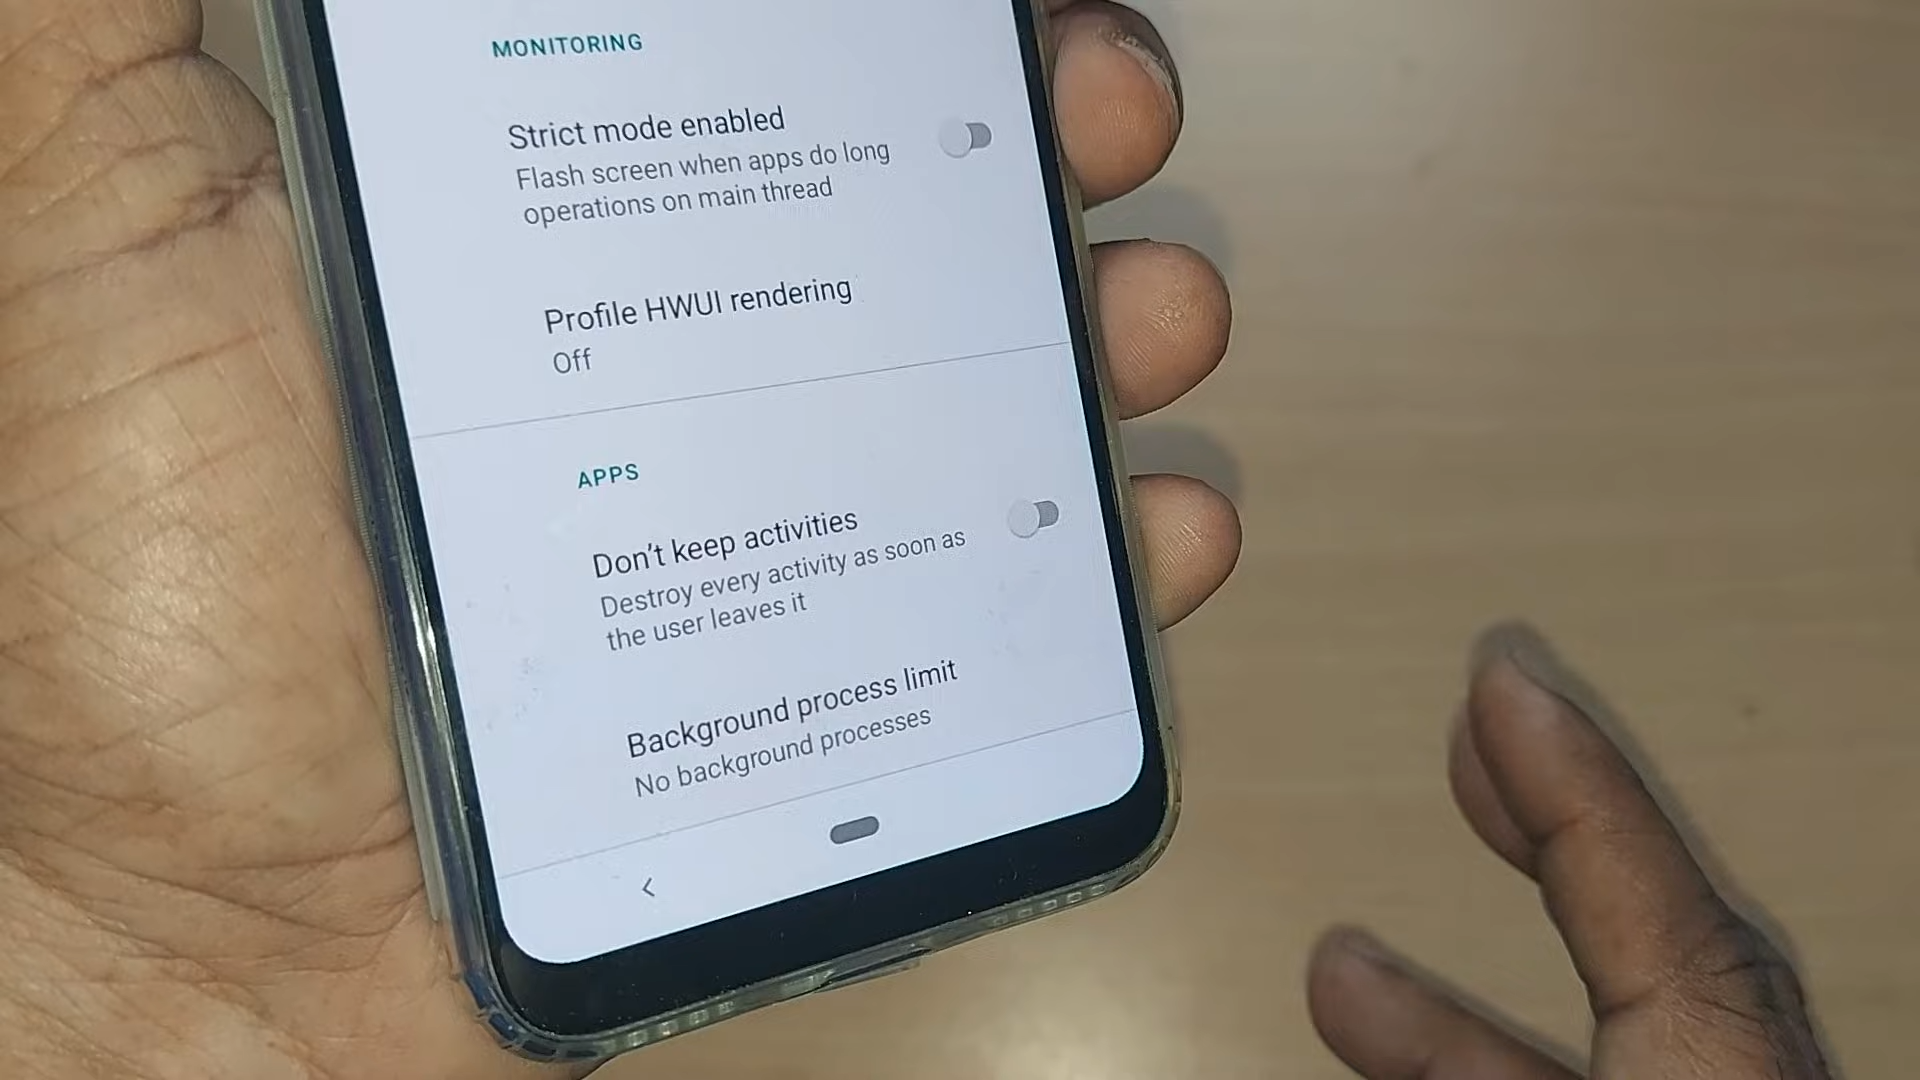 MONITORING
Strict mode enabled
Flash screen when apps do long
operations on main thread
Profile HWUI rendering
Off
APPS
Don't keep activities
Destroy every activity as soon as
the user leaves it
Background process limit
No background processes